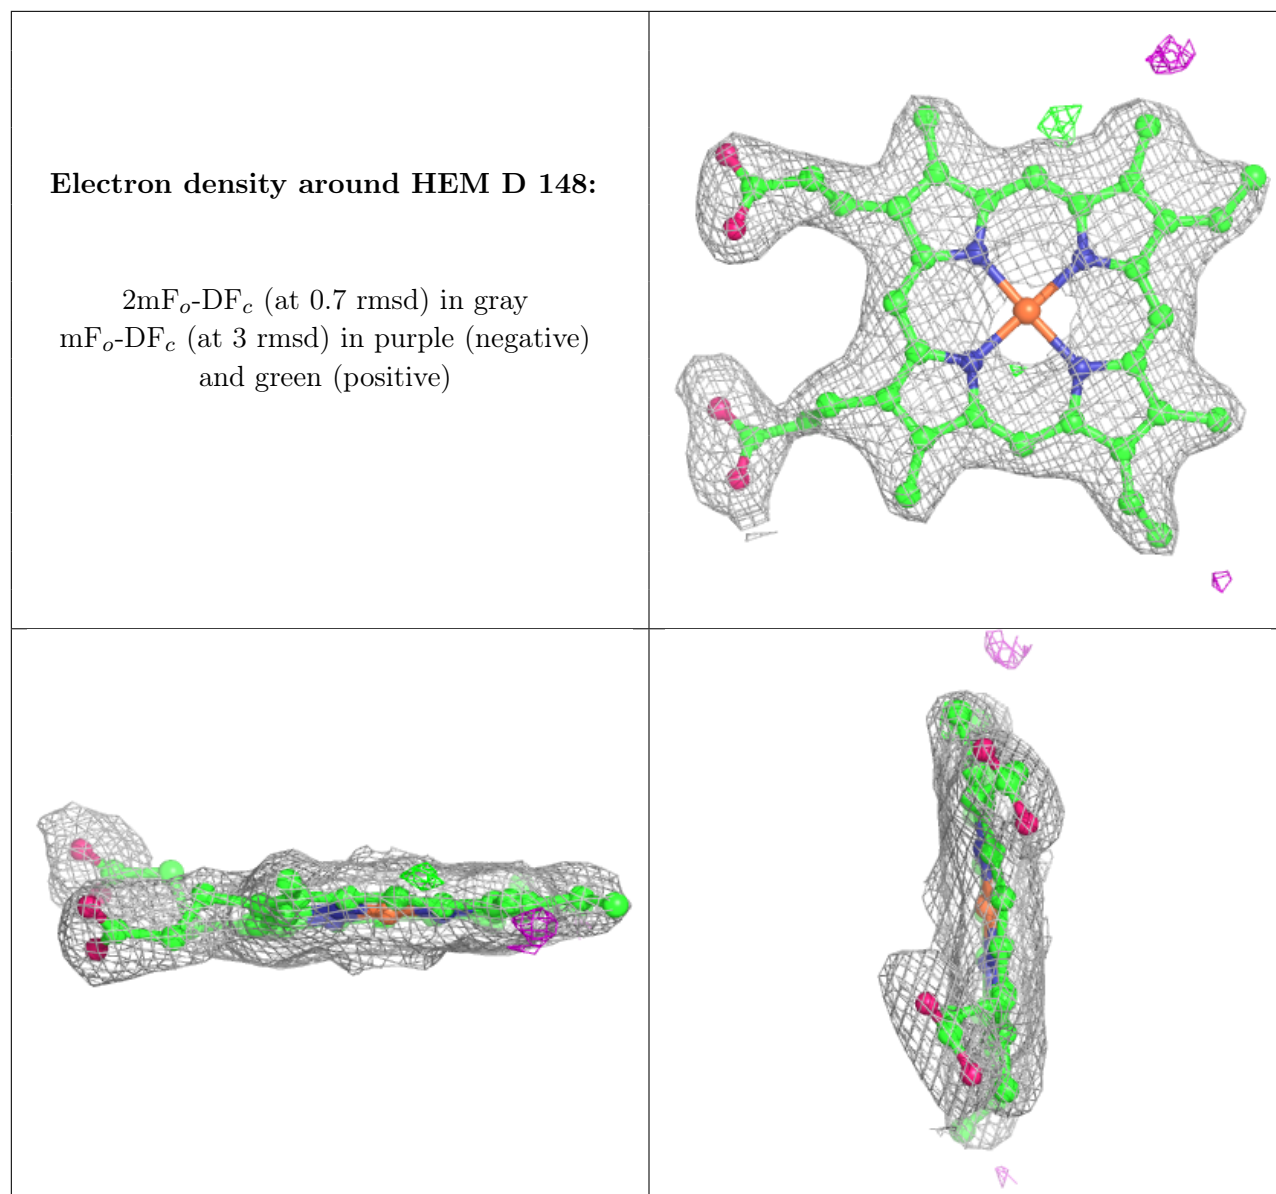 Electron density around HEM D 148:
2mFₒ-DF𝒸 (at 0.7 rmsd) in gray
mFₒ-DF𝒸 (at 3 rmsd) in purple (negative)
and green (positive)